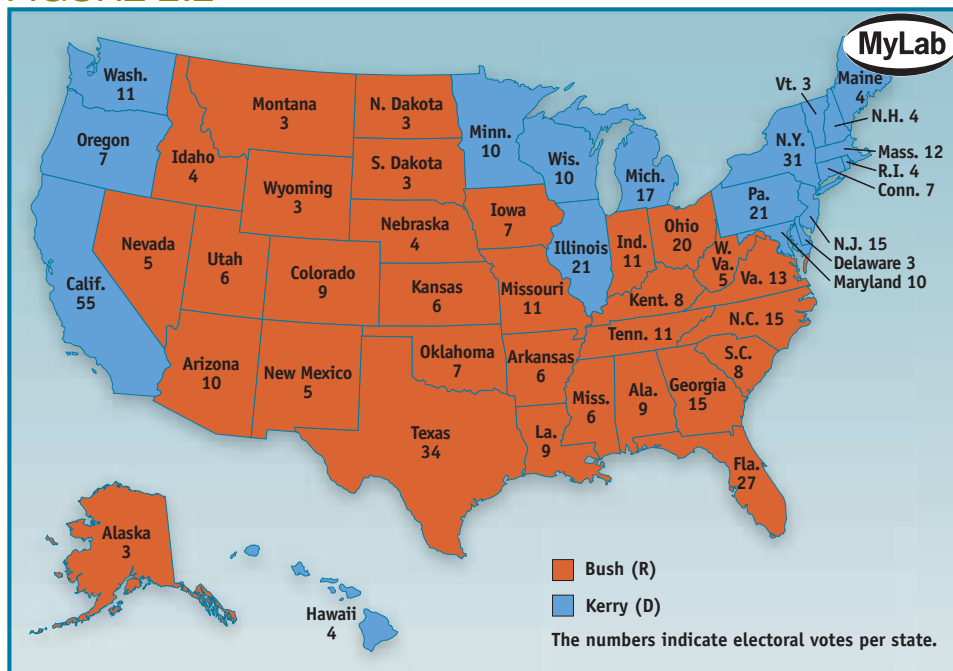 MyLab
Wash.
11
Oregon
7
Calif.
55
Nevada
5
Idaho
4
Montana
3
Wyoming
3
Utah
6
Colorado
9
Arizona
10
New Mexico
5
N. Dakota
3
S. Dakota
3
Nebraska
4
Kansas
6
Oklahoma
7
Texas
34
Minn.
10
Iowa
7
Missouri
11
Arkansas
6
La.
9
Wis.
10
Illinois
21
Mich.
17
Ind.
11
Ohio
20
Kent. 8
Tenn. 11
Miss.
6
Ala.
9
Georgia
15
Fla.
27
S.C.
8
N.C. 15
Va. 13
W.
Va.
5
Pa.
21
N.Y.
31
Vt. 3
Maine
4
N.H. 4
Mass. 12
R.I. 4
Conn. 7
N.J. 15
Delaware 3
Maryland 10
Alaska
3
Hawaii
4
Bush (R)
Kerry (D)
The numbers indicate electoral votes per state.